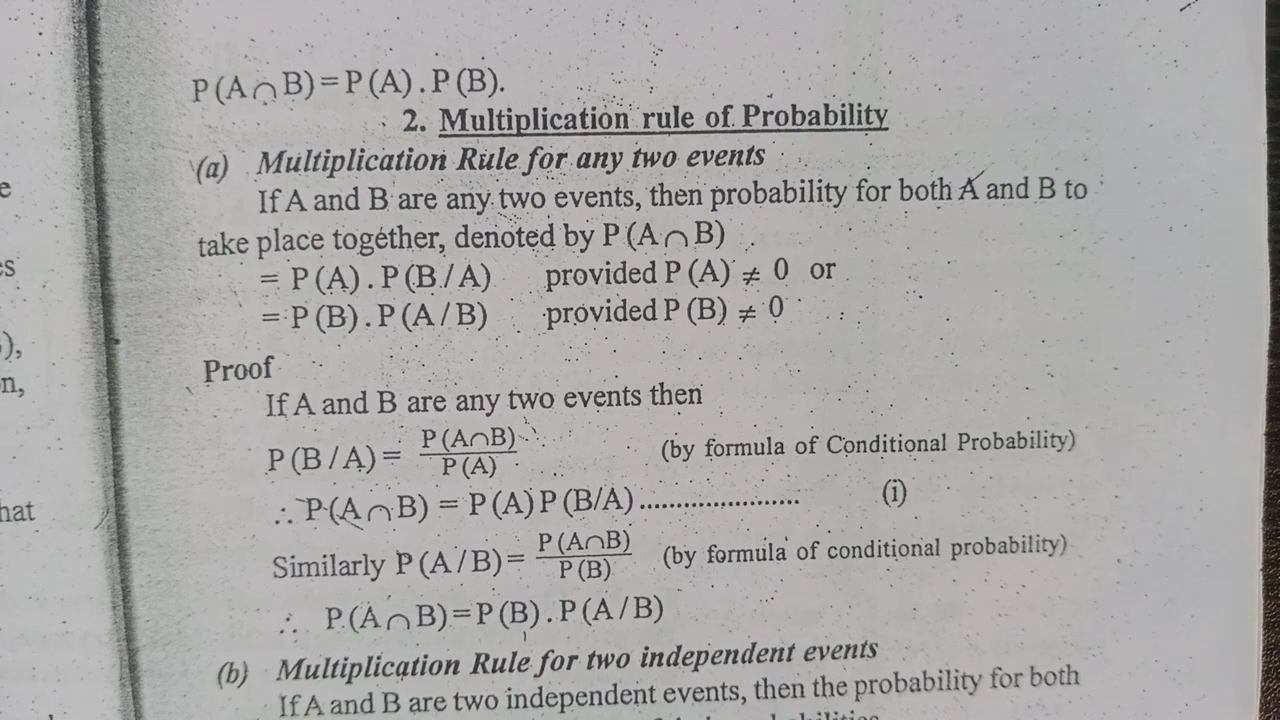 P(A∩B)=P(A).P(B).
2. Multiplication rule of Probability
(a) Multiplication Rule for any two events
If A and B are any two events, then probability for both A and B to
take place together, denoted by P(A∩B)
= P(A).P(B/A) provided P(A) ≠ 0 or
= P(B).P(A/B) provided P(B) ≠ 0
Proof
If A and B are any two events then
P(B/A)= P(A∩B)/P(A) (by formula of Conditional Probability)
∴ P(A∩B) = P(A)P(B/A)..................... (i)
Similarly P(A/B)= P(A∩B)/P(B) (by formula of conditional probability)
∴ P(A∩B)=P(B).P(A/B)
(b) Multiplication Rule for two independent events
If A and B are two independent events, then the probability for both